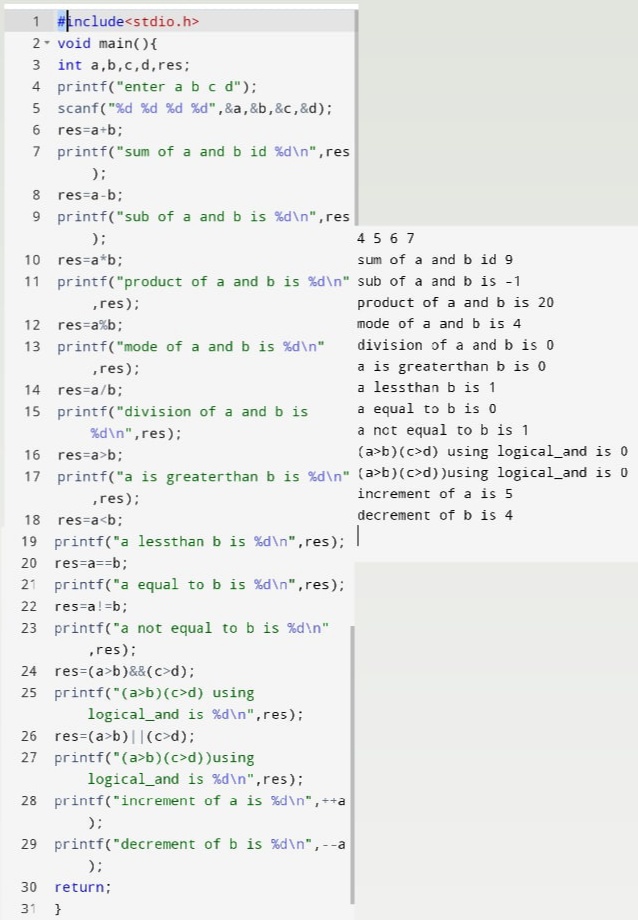 1 #include<stdio.h>
2 void main(){
3 int a,b,c,d,res;
4 printf("enter a b c d");
5 scanf("%d %d %d %d",&a,&b,&c,&d);
6 res=a+b;
7 printf("sum of a and b id %d\n",res
);
8 res=a-b;
9 printf("sub of a and b is %d\n",res
);
10 res=a*b;
11 printf("product of a and b is %d\n"
,res);
12 res=a%b;
13 printf("mode of a and b is %d\n"
,res);
14 res=a/b;
15 printf("division of a and b is
%d\n",res);
16 res=a>b;
17 printf("a is greaterthan b is %d\n"
,res);
18 res=a<b;
19 printf("a lessthan b is %d\n",res);
20 res=a==b;
21 printf("a equal to b is %d\n",res);
22 res=a!=b;
23 printf("a not equal to b is %d\n"
,res);
24 res=(a>b)&&(c>d);
25 printf("(a>b)(c>d) using
logical_and is %d\n",res);
26 res=(a>b)||(c>d);
27 printf("(a>b)(c>d))using
logical_and is %d\n",res);
28 printf("increment of a is %d\n",++a
);
29 printf("decrement of b is %d\n",--a
);
30 return;
31 }
4 5 6 7
sum of a and b id 9
sub of a and b is -1
product of a and b is 20
mode of a and b is 4
division of a and b is 0
a is greaterthan b is 0
a lessthan b is 1
a equal to b is 0
a not equal to b is 1
(a>b)(c>d) using logical_and is 0
(a>b)(c>d))using logical_and is 0
increment of a is 5
decrement of b is 4